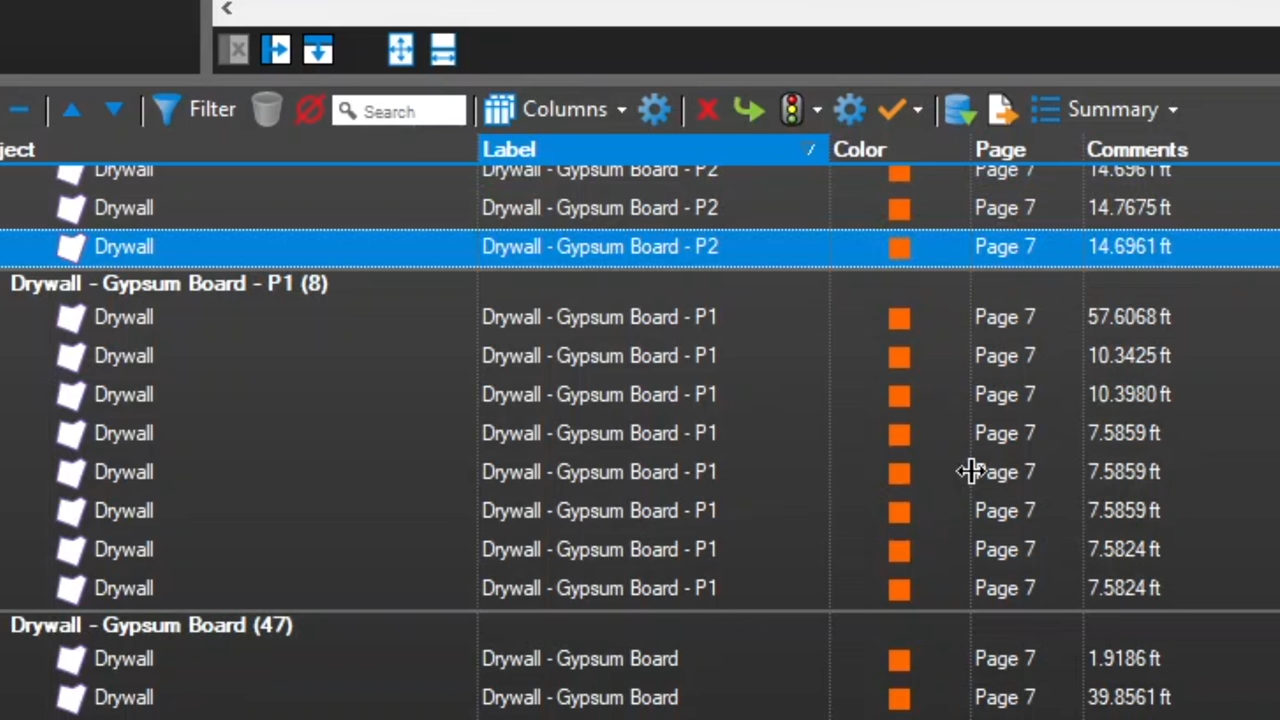 Filter Search Columns Summary
ject Label Color Page Comments
Drywall Drywall - Gypsum Board - P2 Page 7 14.6961 ft
Drywall Drywall - Gypsum Board - P2 Page 7 14.7675 ft
Drywall Drywall - Gypsum Board - P2 Page 7 14.6961 ft
Drywall - Gypsum Board - P1 (8)
Drywall Drywall - Gypsum Board - P1 Page 7 57.6068 ft
Drywall Drywall - Gypsum Board - P1 Page 7 10.3425 ft
Drywall Drywall - Gypsum Board - P1 Page 7 10.3980 ft
Drywall Drywall - Gypsum Board - P1 Page 7 7.5859 ft
Drywall Drywall - Gypsum Board - P1 Page 7 7.5859 ft
Drywall Drywall - Gypsum Board - P1 Page 7 7.5859 ft
Drywall Drywall - Gypsum Board - P1 Page 7 7.5824 ft
Drywall Drywall - Gypsum Board - P1 Page 7 7.5824 ft
Drywall - Gypsum Board (47)
Drywall Drywall - Gypsum Board Page 7 1.9186 ft
Drywall Drywall - Gypsum Board Page 7 39.8561 ft